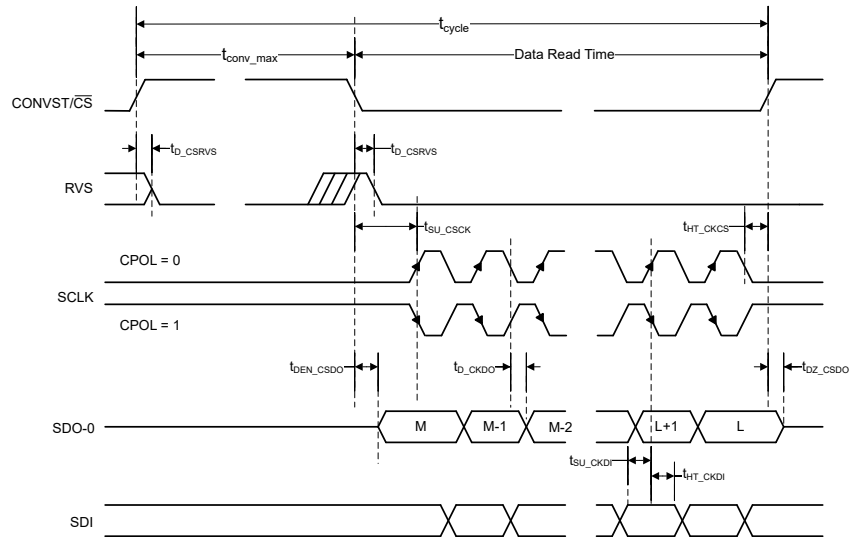 tcycle
tconv_max
Data Read Time
CONVST/CS
tD_CSRVS
tD_CSRVS
RVS
tSU_CSCK
tHT_CKCS
CPOL = 0
SCLK
CPOL = 1
tDEN_CSDO
tD_CKDO
tDZ_CSDO
SDO-0
M
M-1
M-2
L+1
L
tSU_CKDI
tHT_CKDI
SDI